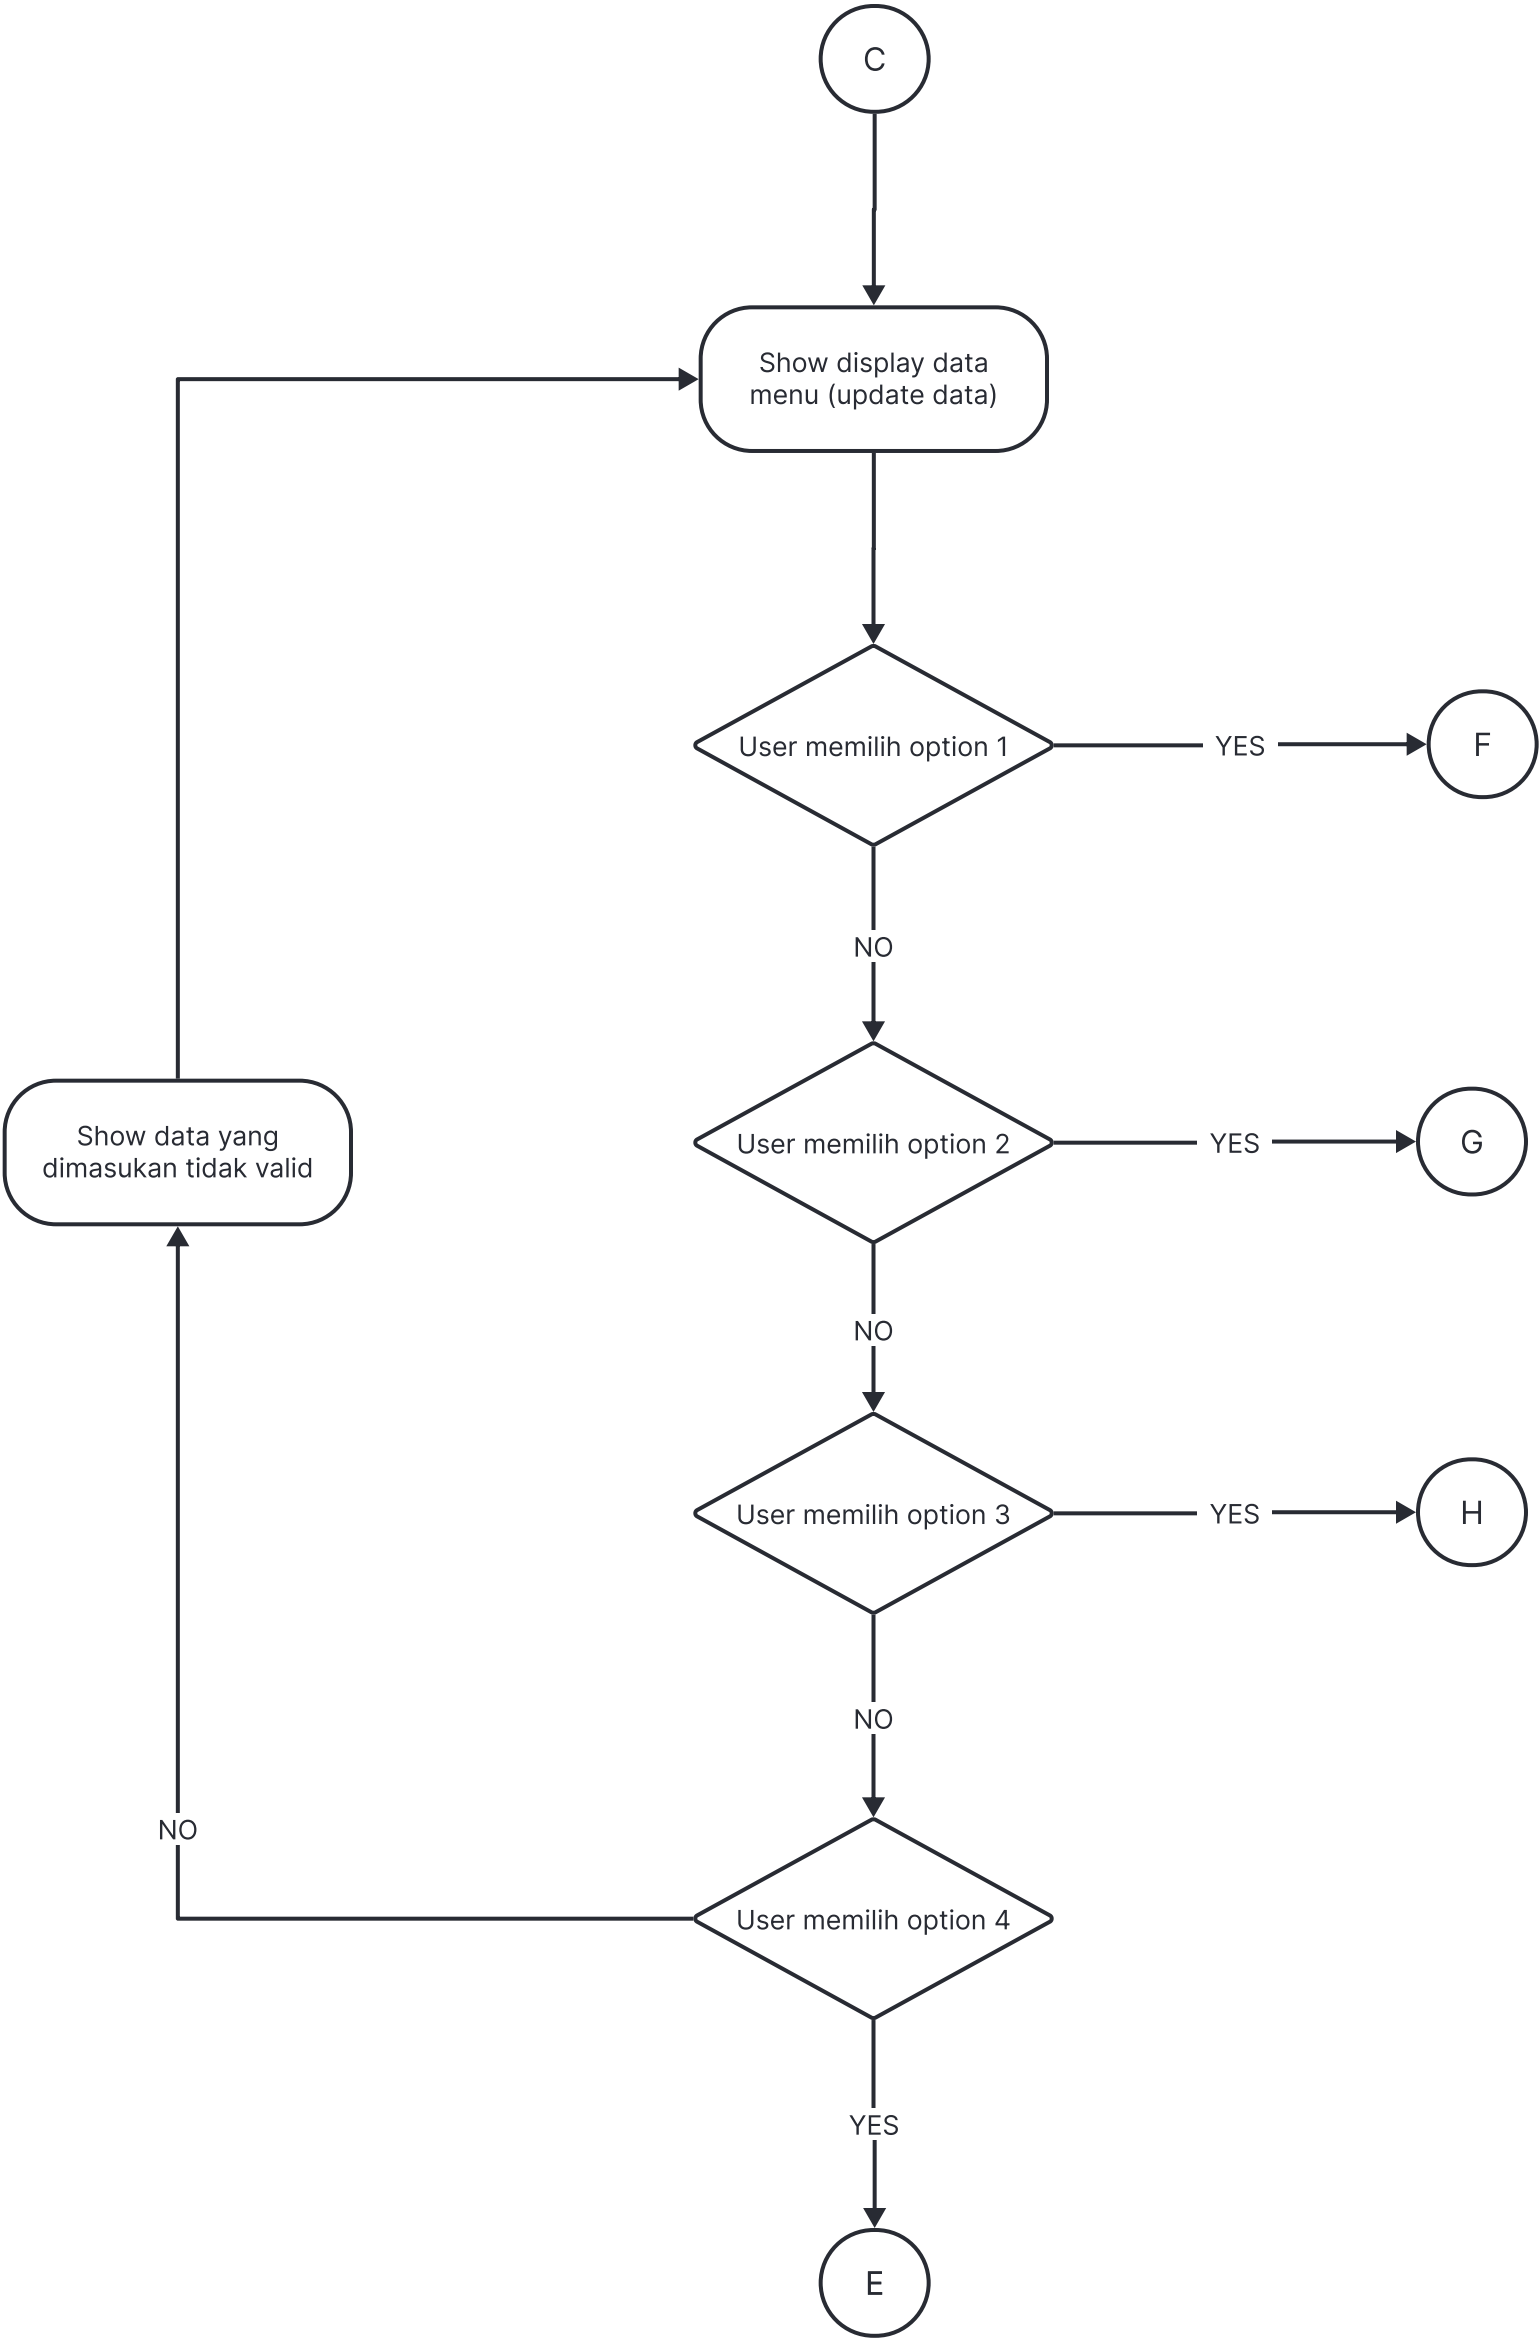 C
Show display data
menu (update data)
User memilih option 1
YES
F
NO
User memilih option 2
YES
G
Show data yang
dimasukan tidak valid
NO
User memilih option 3
YES
H
NO
NO
User memilih option 4
YES
E